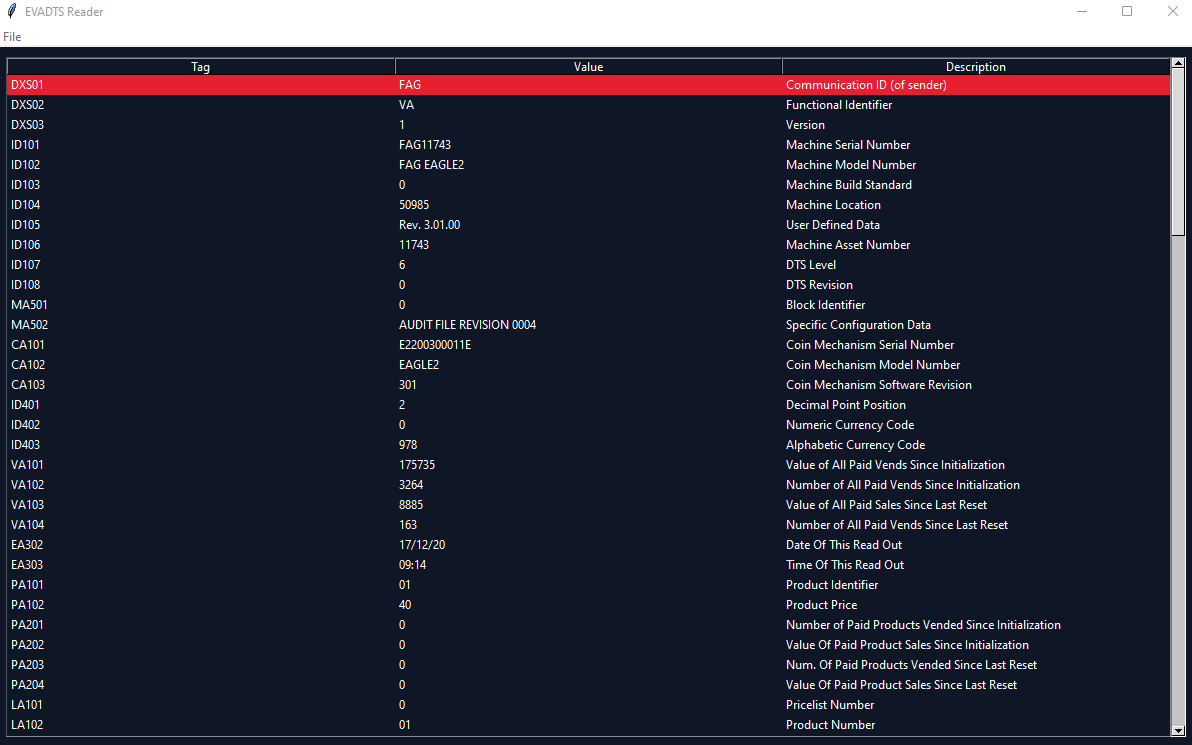 EVADTS Reader
File
Tag Value Description
DXS01 FAG Communication ID (of sender)
DXS02 VA Functional Identifier
DXS03 1 Version
ID101 FAG11743 Machine Serial Number
ID102 FAG EAGLE2 Machine Model Number
ID103 0 Machine Build Standard
ID104 50985 Machine Location
ID105 Rev. 3.01.00 User Defined Data
ID106 11743 Machine Asset Number
ID107 6 DTS Level
ID108 0 DTS Revision
MA501 0 Block Identifier
MA502 AUDIT FILE REVISION 0004 Specific Configuration Data
CA101 E2200300011E Coin Mechanism Serial Number
CA102 EAGLE2 Coin Mechanism Model Number
CA103 301 Coin Mechanism Software Revision
ID401 2 Decimal Point Position
ID402 0 Numeric Currency Code
ID403 978 Alphabetic Currency Code
VA101 175735 Value of All Paid Vends Since Initialization
VA102 3264 Number of All Paid Vends Since Initialization
VA103 8885 Value of All Paid Sales Since Last Reset
VA104 163 Number of All Paid Vends Since Last Reset
EA302 17/12/20 Date Of This Read Out
EA303 09:14 Time Of This Read Out
PA101 01 Product Identifier
PA102 40 Product Price
PA201 0 Number of Paid Products Vended Since Initialization
PA202 0 Value Of Paid Product Sales Since Initialization
PA203 0 Num. Of Paid Products Vended Since Last Reset
PA204 0 Value Of Paid Product Sales Since Last Reset
LA101 0 Pricelist Number
LA102 01 Product Number